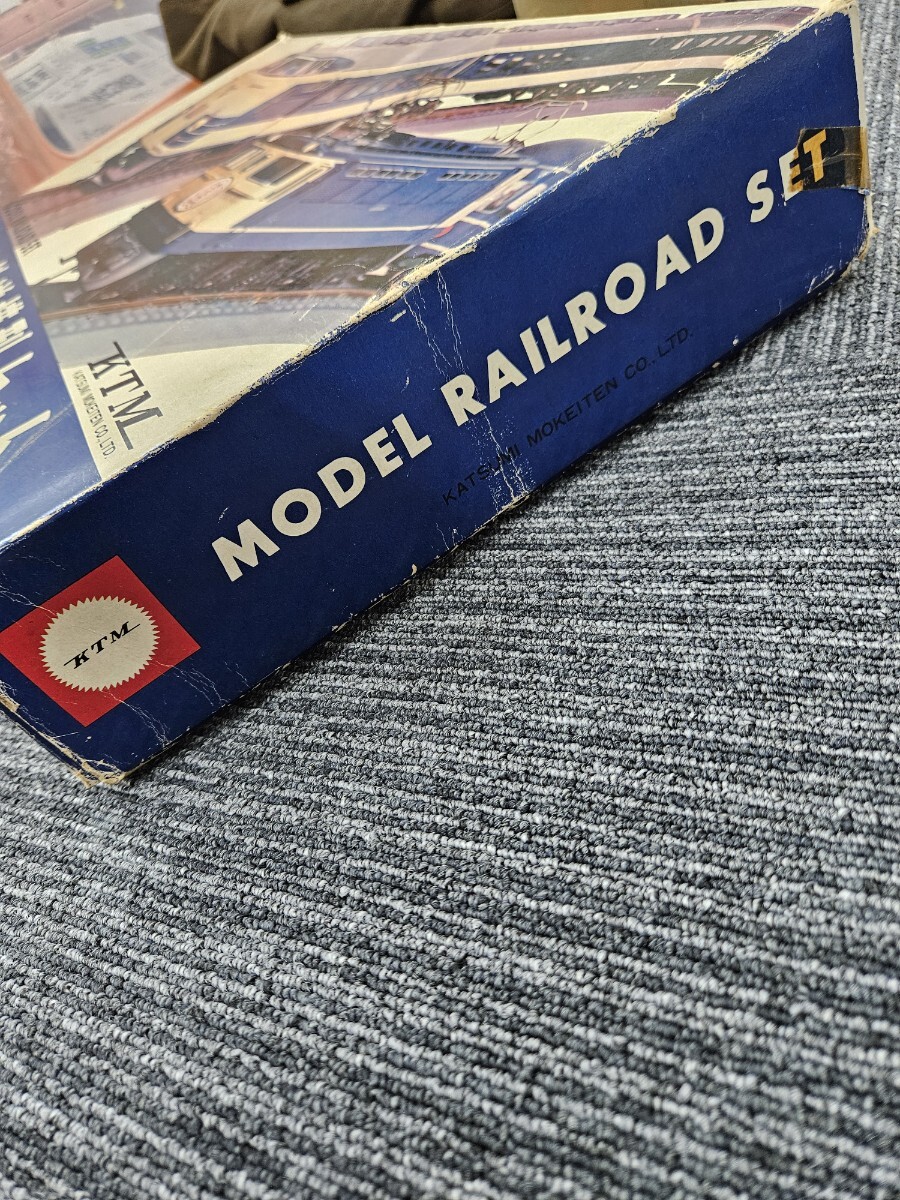 KTM
KATSUMI MOKEITEN CO.,LTD.
MODEL RAILROAD SET
KATSUMI MOKEITEN CO., LTD.
KTM